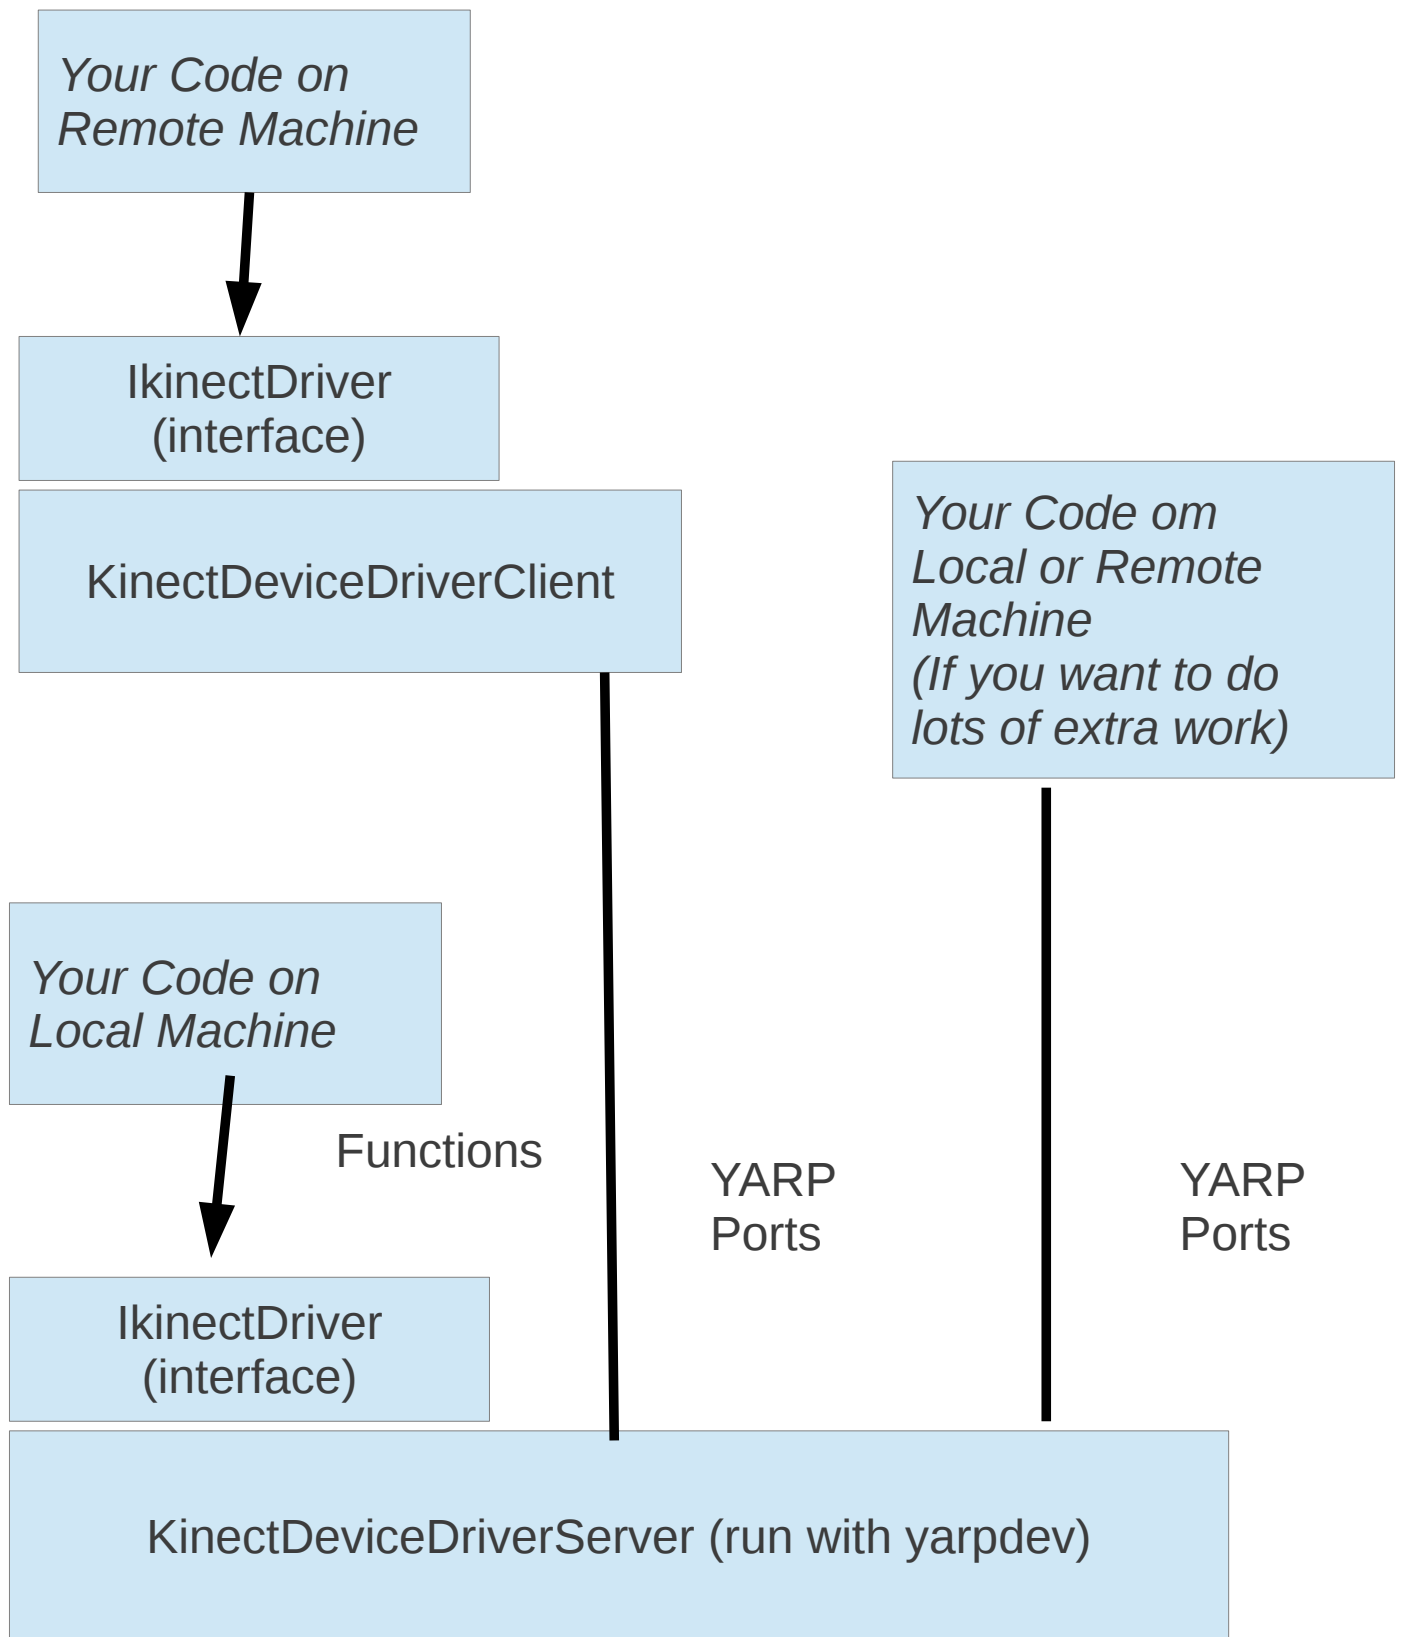 Your Code on
Remote Machine
IkinectDriver
(interface)
KinectDeviceDriverClient
Your Code om
Local or Remote
Machine
(If you want to do
lots of extra work)
Your Code on
Local Machine
Functions
YARP
Ports
YARP
Ports
IkinectDriver
(interface)
KinectDeviceDriverServer (run with yarpdev)